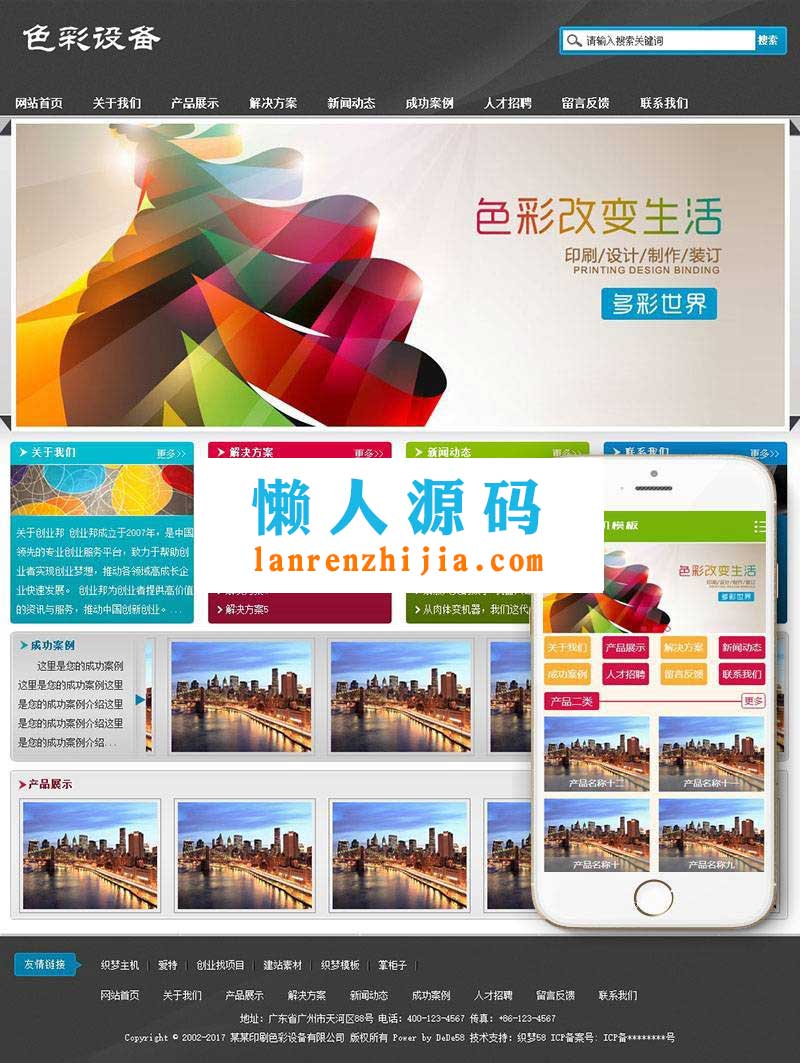 色彩设备
请输入搜索关键词 搜索
网站首页 关于我们 产品展示 解决方案 新闻动态 成功案例 人才招聘 留言反馈 联系我们
色彩改变生活
印刷/设计/制作/装订
PRINTING DESIGN BINDING
多彩世界
关于我们 更多>>
解决方案 更多>>
新闻动态 更多>>
联系我们 更多>>
关于创业邦 创业邦成立于2007年，是中国
领先的专业创业服务平台，致力于帮助创
业者实现创业梦想，推动各领域高成长企
业快速发展。 创业邦为创业者提供高价值
的资讯与服务，推动中国创新创业。...
懒人源码
lanrenzhijia.com
解决方案5
从肉体变机器，我们这代
成功案例
这里是您的成功案例
这里是您的成功案例这里
是您的成功案例介绍这里
是您的成功案例介绍这里
是您的成功案例介绍...
产品展示
机模板
色彩改变生活
印刷/设计/制作/装订
多彩世界
关于我们 产品展示 解决方案 新闻动态
成功案例 人才招聘 留言反馈 联系我们
产品二类 更多
产品名称十二 产品名称十一
产品名称十 产品名称九
友情链接 织梦主机 爱特 创业找项目 建站素材 织梦模板 掌柜子
网站首页 关于我们 产品展示 解决方案 新闻动态 成功案例 人才招聘 留言反馈 联系我们
地址：广东省广州市天河区88号 电话：400-123-4567 传真：+86-123-4567
Copyright © 2002-2017 某某印刷色彩设备有限公司 版权所有 Power by DeDe58 技术支持：织梦58 ICP备案号：ICP备********号